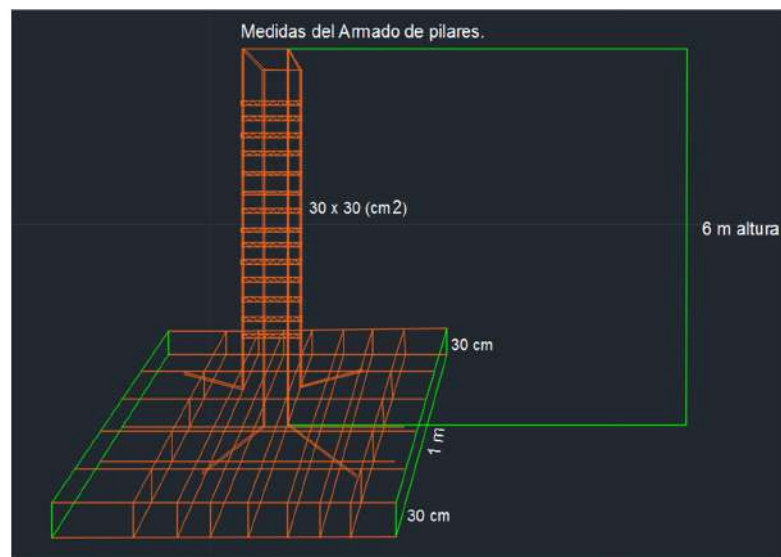 Medidas del Armado de pilares.
30 x 30 (cm2)
6 m altura
30 cm
1 m
30 cm